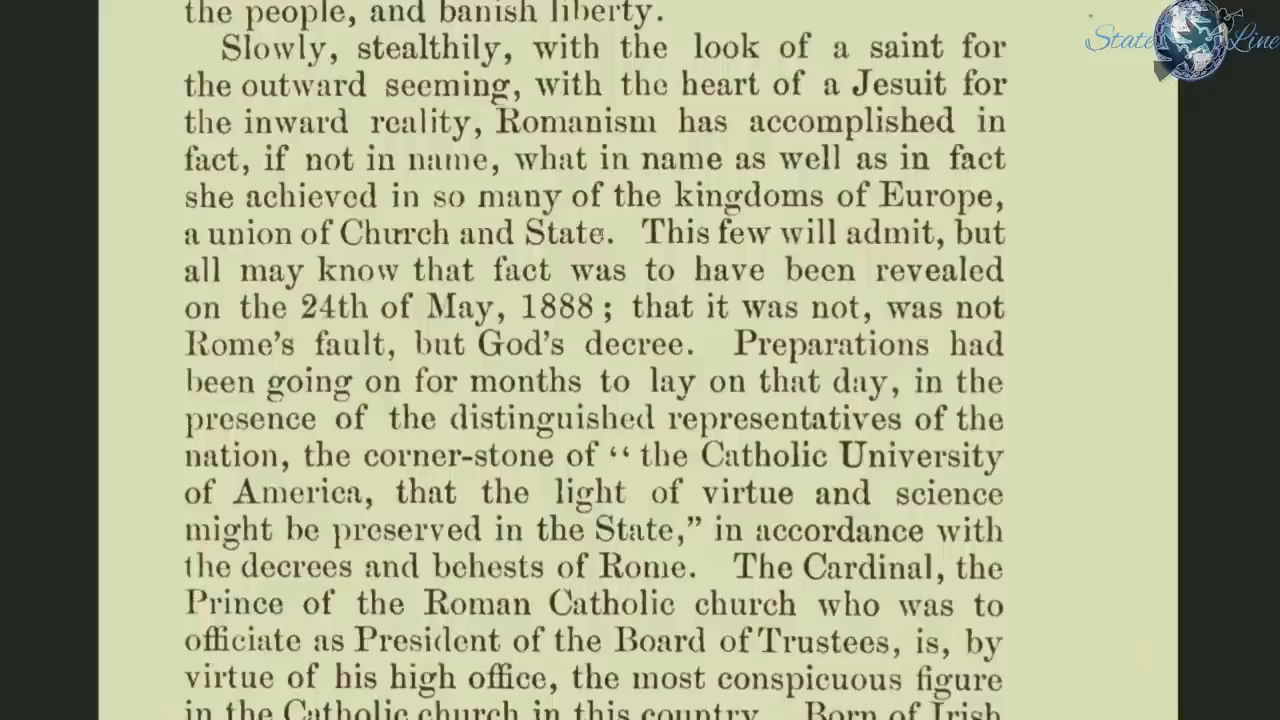 the people, and banish liberty.
State Line
Slowly, stealthily, with the look of a saint for
the outward seeming, with the heart of a Jesuit for
the inward reality, Romanism has accomplished in
fact, if not in name, what in name as well as in fact
she achieved in so many of the kingdoms of Europe,
a union of Church and State. This few will admit, but
all may know that fact was to have been revealed
on the 24th of May, 1888 ; that it was not, was not
Rome's fault, but God's decree. Preparations had
been going on for months to lay on that day, in the
presence of the distinguished representatives of the
nation, the corner-stone of “ the Catholic University
of America, that the light of virtue and science
might be preserved in the State,” in accordance with
the decrees and behests of Rome. The Cardinal, the
Prince of the Roman Catholic church who was to
officiate as President of the Board of Trustees, is, by
virtue of his high office, the most conspicuous figure
in the Catholic church in this country. Born of Irish